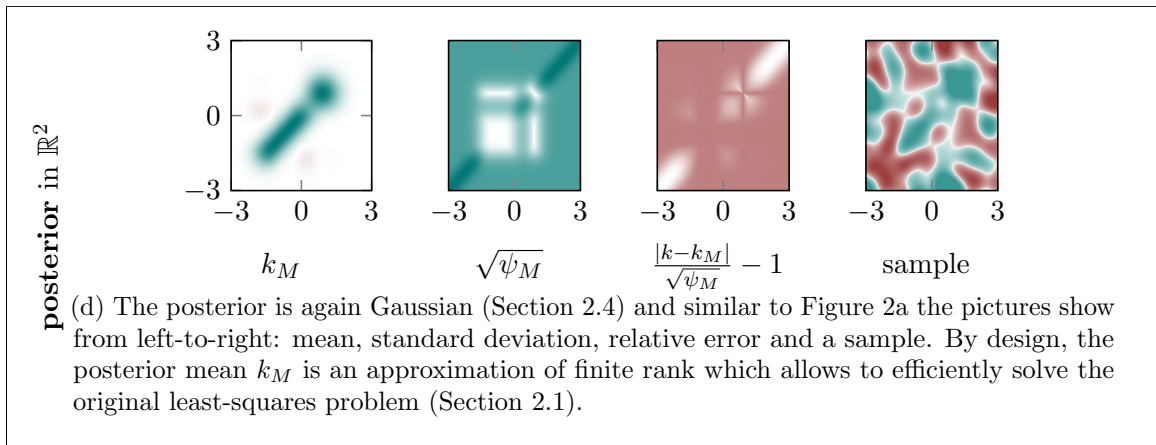 posterior in ℝ²
3
0
−3
−3 0 3
−3 0 3
−3 0 3
−3 0 3
k_M
√ψ_M
|k−k_M|/√ψ_M − 1
sample
(d) The posterior is again Gaussian (Section 2.4) and similar to Figure 2a the pictures show
from left-to-right: mean, standard deviation, relative error and a sample. By design, the
posterior mean k_M is an approximation of finite rank which allows to efficiently solve the
original least-squares problem (Section 2.1).